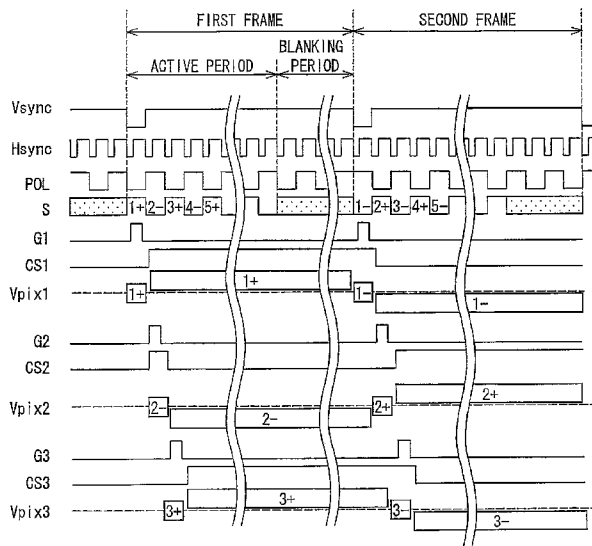 FIRST FRAME SECOND FRAME
ACTIVE PERIOD BLANKING PERIOD
Vsync
Hsync
POL
S 1+ 2- 3+ 4- 5+ 1- 2+ 3- 4+ 5-
G1
CS1 1+
Vpix1 1+ 1- 1-
G2
CS2
Vpix2 2- 2- 2+ 2+
G3
CS3 3+
Vpix3 3+ 3- 3-